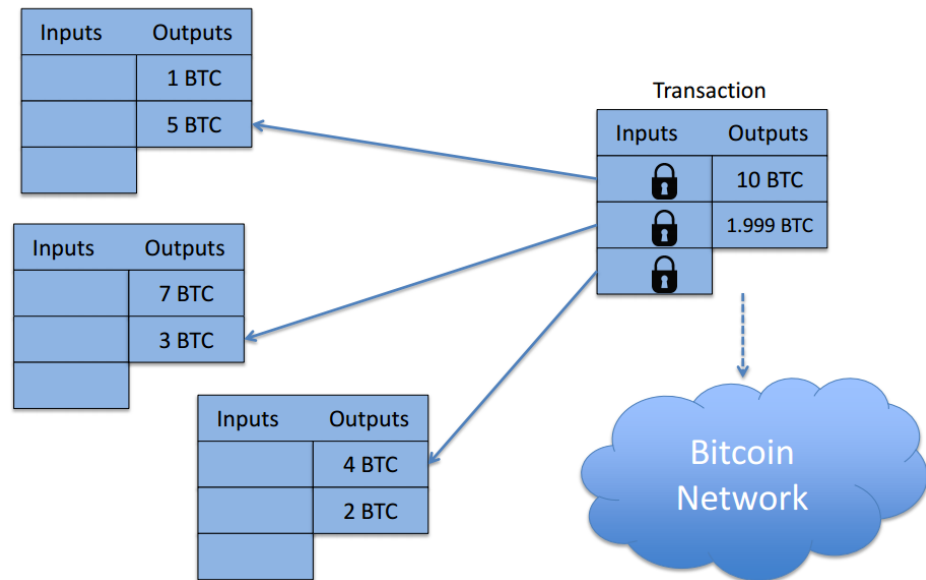 Inputs Outputs
1 BTC
5 BTC
Transaction
Inputs Outputs
10 BTC
1.999 BTC
Inputs Outputs
7 BTC
3 BTC
Inputs Outputs
4 BTC
2 BTC
Bitcoin
Network